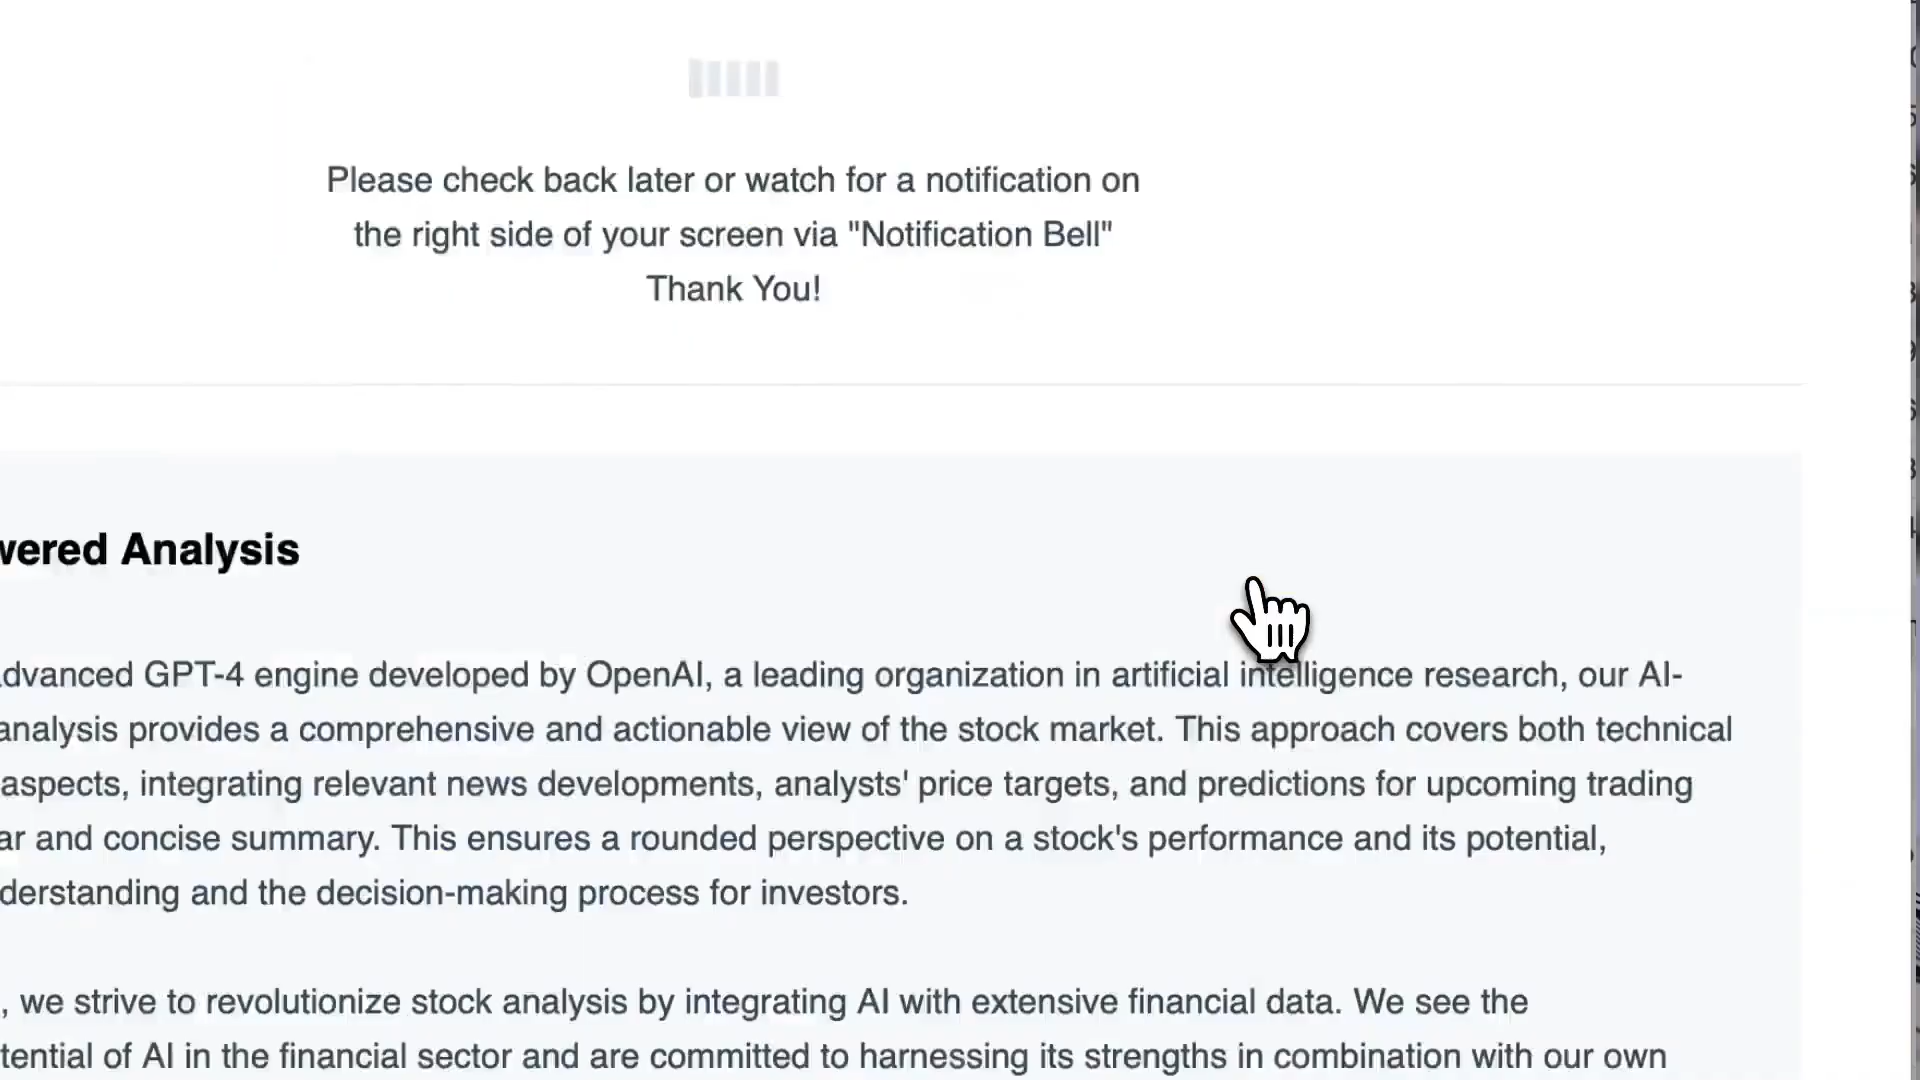 Please check back later or watch for a notification on
the right side of your screen via "Notification Bell"
Thank You!
wered Analysis
dvanced GPT-4 engine developed by OpenAI, a leading organization in artificial intelligence research, our AI-
analysis provides a comprehensive and actionable view of the stock market. This approach covers both technical
aspects, integrating relevant news developments, analysts' price targets, and predictions for upcoming trading
ar and concise summary. This ensures a rounded perspective on a stock's performance and its potential,
derstanding and the decision-making process for investors.
, we strive to revolutionize stock analysis by integrating AI with extensive financial data. We see the
tential of AI in the financial sector and are committed to harnessing its strengths in combination with our own